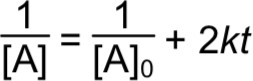 1/[A] = 1/[A]₀ + 2kt